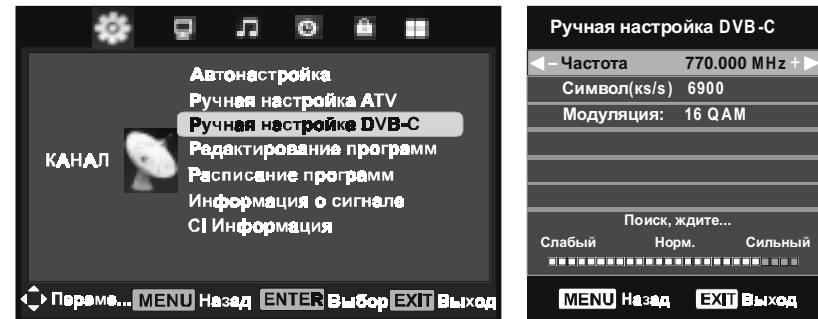 Автонастройка
Ручная настройка ATV
Ручная настройка DVB-C
КАНАЛ
Редактирование программ
Расписание программ
Информация о сигнале
CI Информация
Переме... MENU Назад ENTER Выбор EXIT Выход
Ручная настройка DVB-C
– Частота 770.000 MHz +
Символ(ks/s) 6900
Модуляция: 16 QAM
Поиск, ждите...
Слабый Норм. Сильный
MENU Назад EXIT Выход